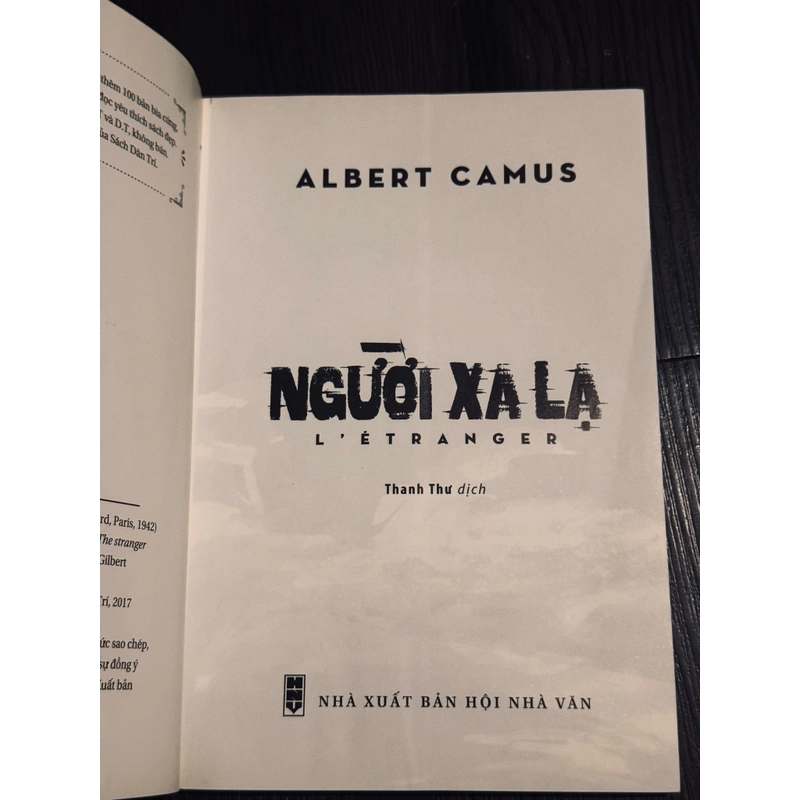 thêm 100 bản bìa cứng,
đọc yêu thích sách đẹp.
T và D.T, không bán.
ủa Sách Dân Trí.
rd, Paris, 1942)
The stranger
Gilbert
Trí, 2017
ức sao chép,
sự đồng ý
Xuất bản
ALBERT CAMUS
NGƯỜI XA LẠ
L'ÉTRANGER
Thanh Thư dịch
HNV
NHÀ XUẤT BẢN HỘI NHÀ VĂN